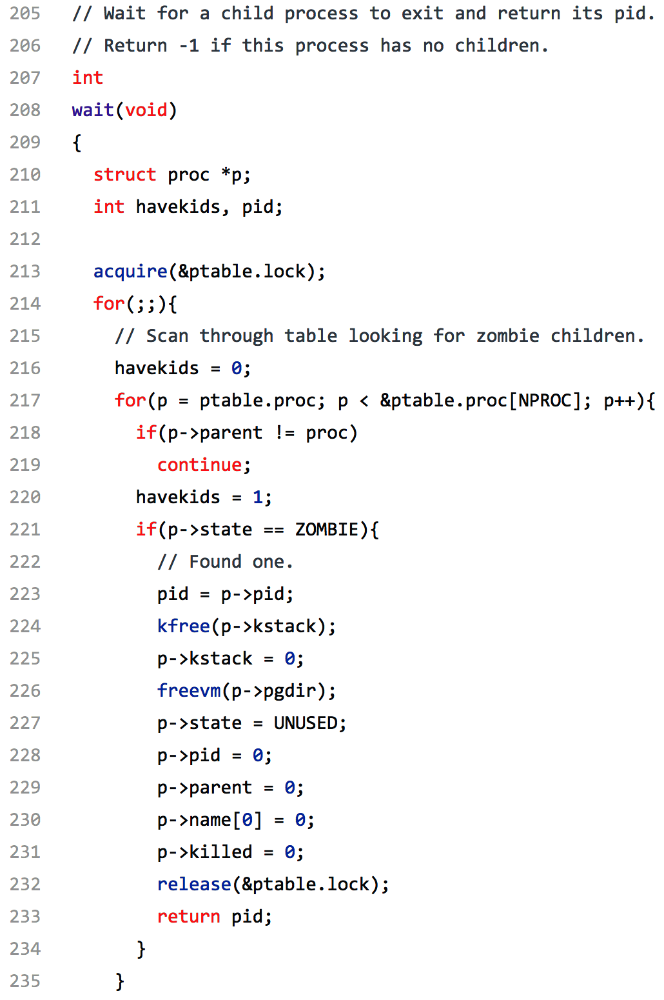 205 // Wait for a child process to exit and return its pid.
206 // Return -1 if this process has no children.
207 int
208 wait(void)
209 {
210   struct proc *p;
211   int havekids, pid;
212
213   acquire(&ptable.lock);
214   for(;;){
215     // Scan through table looking for zombie children.
216     havekids = 0;
217     for(p = ptable.proc; p < &ptable.proc[NPROC]; p++){
218       if(p->parent != proc)
219         continue;
220       havekids = 1;
221       if(p->state == ZOMBIE){
222         // Found one.
223         pid = p->pid;
224         kfree(p->kstack);
225         p->kstack = 0;
226         freevm(p->pgdir);
227         p->state = UNUSED;
228         p->pid = 0;
229         p->parent = 0;
230         p->name[0] = 0;
231         p->killed = 0;
232         release(&ptable.lock);
233         return pid;
234       }
235     }